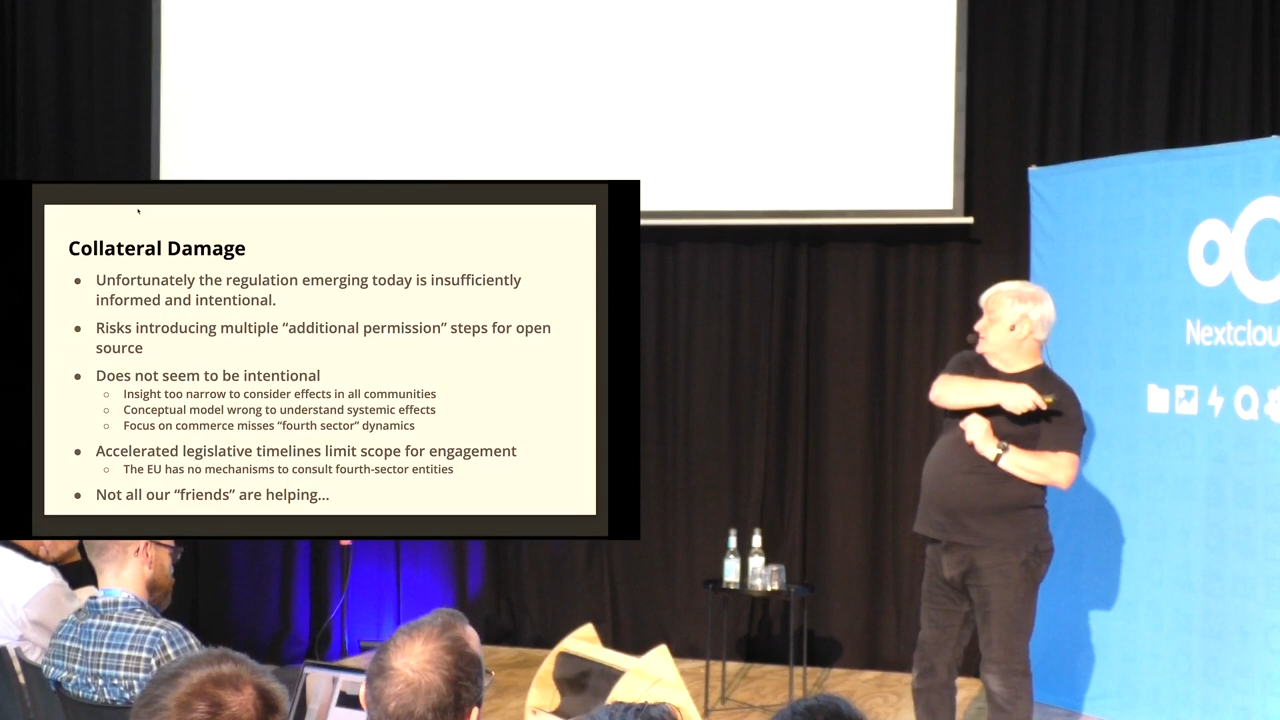 Collateral Damage
● Unfortunately the regulation emerging today is insufficiently
informed and intentional.
● Risks introducing multiple “additional permission” steps for open
source
● Does not seem to be intentional
○ Insight too narrow to consider effects in all communities
○ Conceptual model wrong to understand systemic effects
○ Focus on commerce misses “fourth sector” dynamics
● Accelerated legislative timelines limit scope for engagement
○ The EU has no mechanisms to consult fourth-sector entities
● Not all our “friends” are helping...
Nextclou